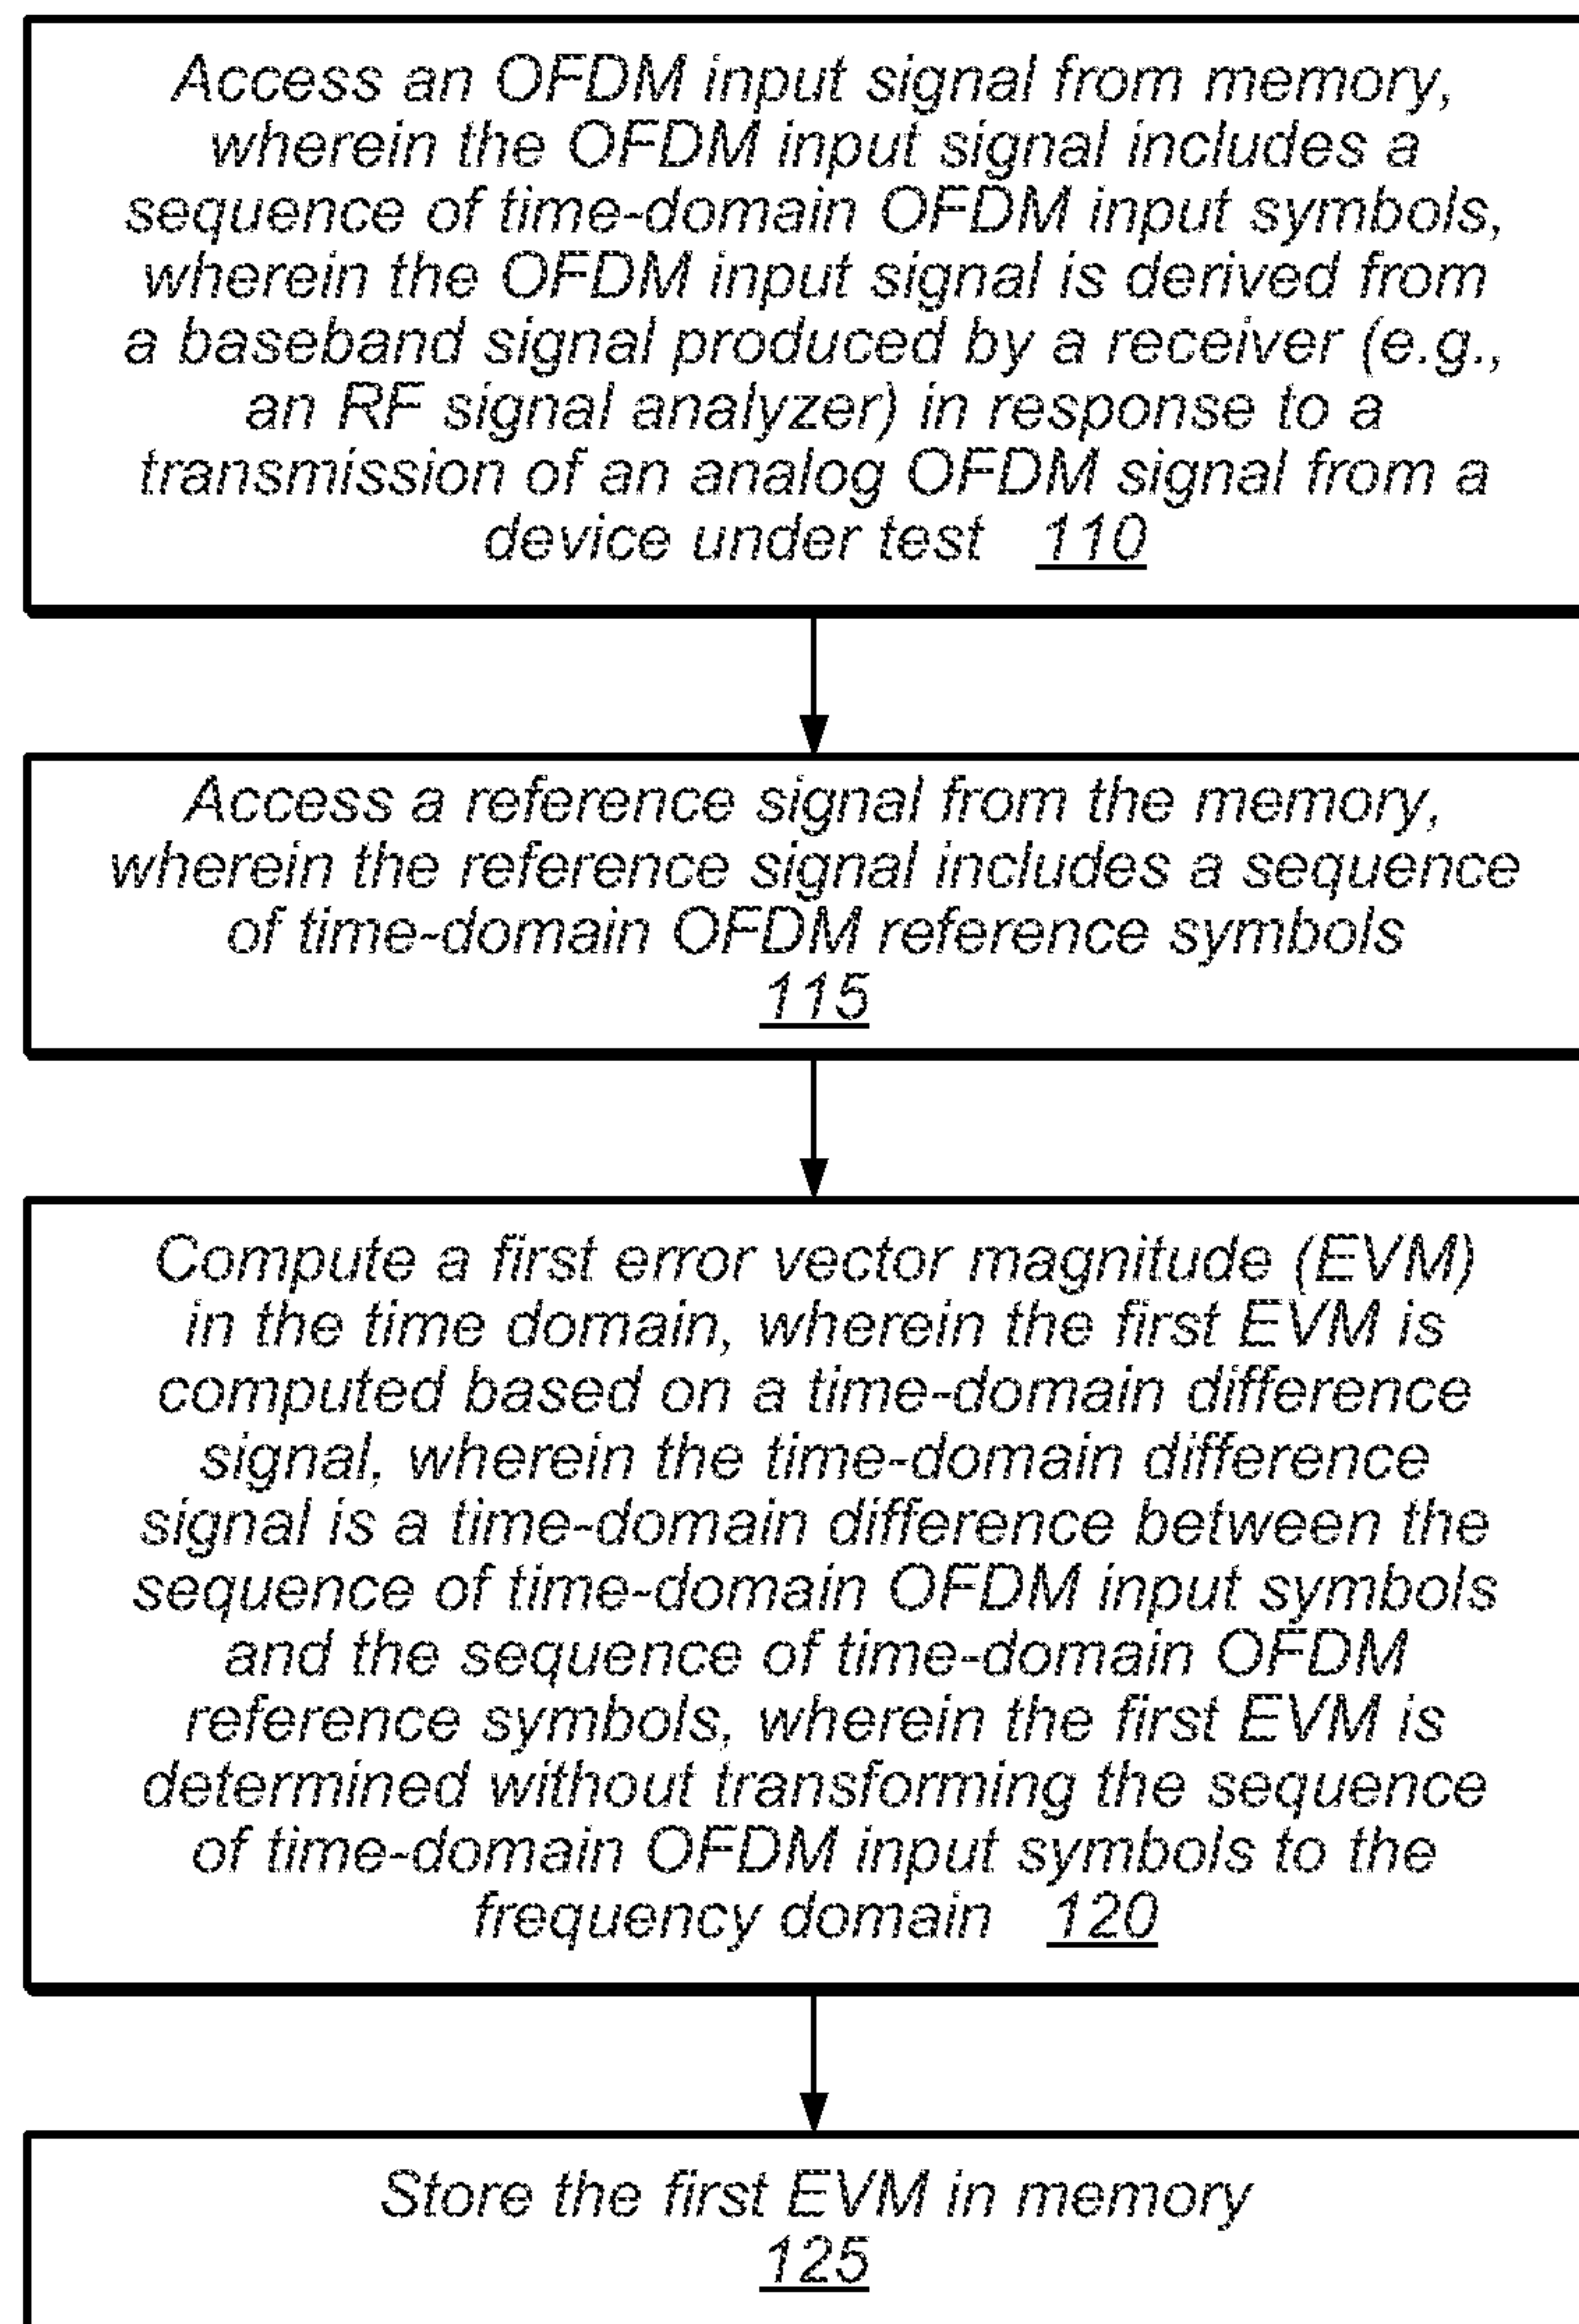 Access an OFDM input signal from memory,
wherein the OFDM input signal includes a
sequence of time-domain OFDM input symbols,
wherein the OFDM input signal is derived from
a baseband signal produced by a receiver (e.g.,
an RF signal analyzer) in response to a
transmission of an analog OFDM signal from a
device under test 110
Access a reference signal from the memory,
wherein the reference signal includes a sequence
of time-domain OFDM reference symbols
115
Compute a first error vector magnitude (EVM)
in the time domain, wherein the first EVM is
computed based on a time-domain difference
signal, wherein the time-domain difference
signal is a time-domain difference between the
sequence of time-domain OFDM input symbols
and the sequence of time-domain OFDM
reference symbols, wherein the first EVM is
determined without transforming the sequence
of time-domain OFDM input symbols to the
frequency domain 120
Store the first EVM in memory
125